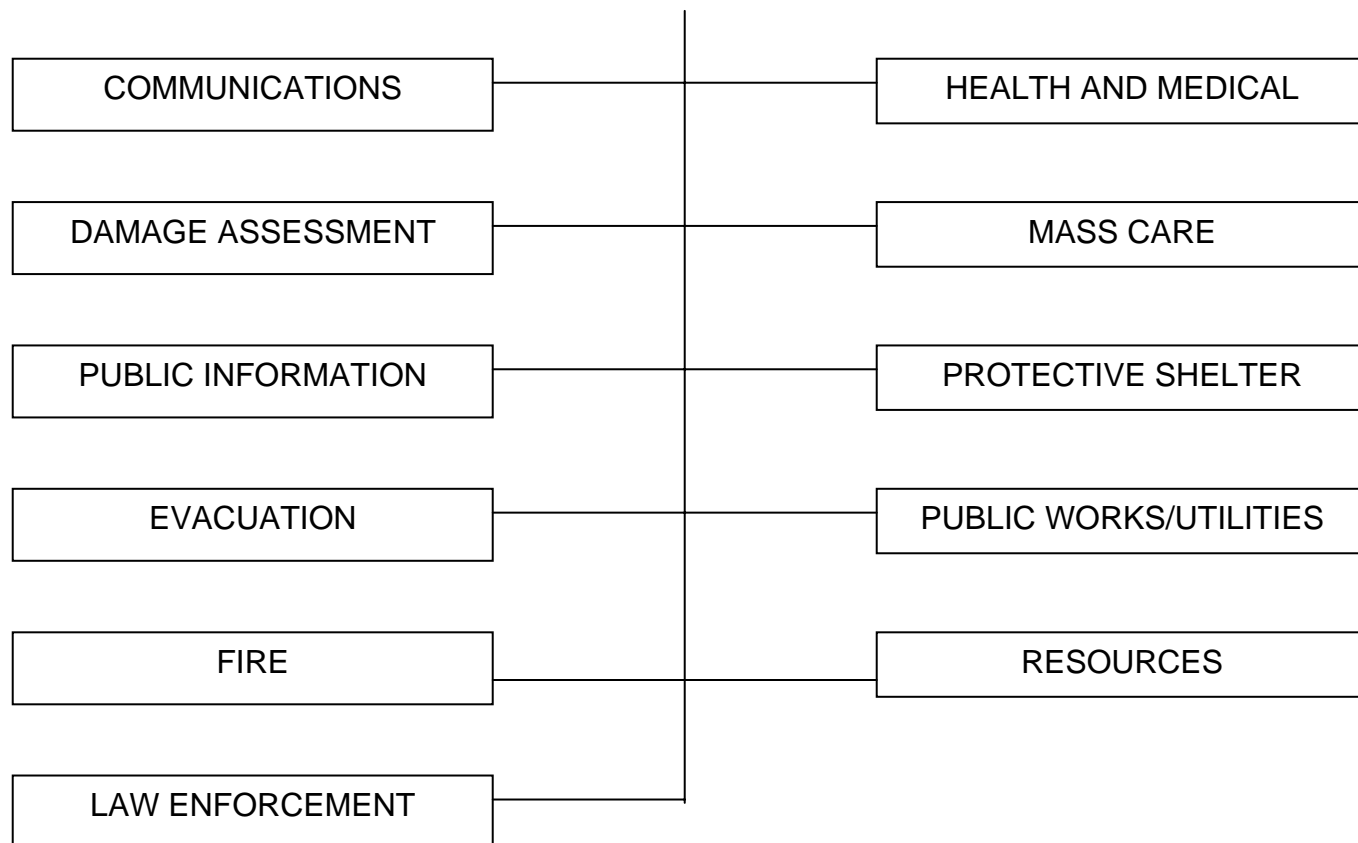 COMMUNICATIONS
HEALTH AND MEDICAL
DAMAGE ASSESSMENT
MASS CARE
PUBLIC INFORMATION
PROTECTIVE SHELTER
EVACUATION
PUBLIC WORKS/UTILITIES
FIRE
RESOURCES
LAW ENFORCEMENT